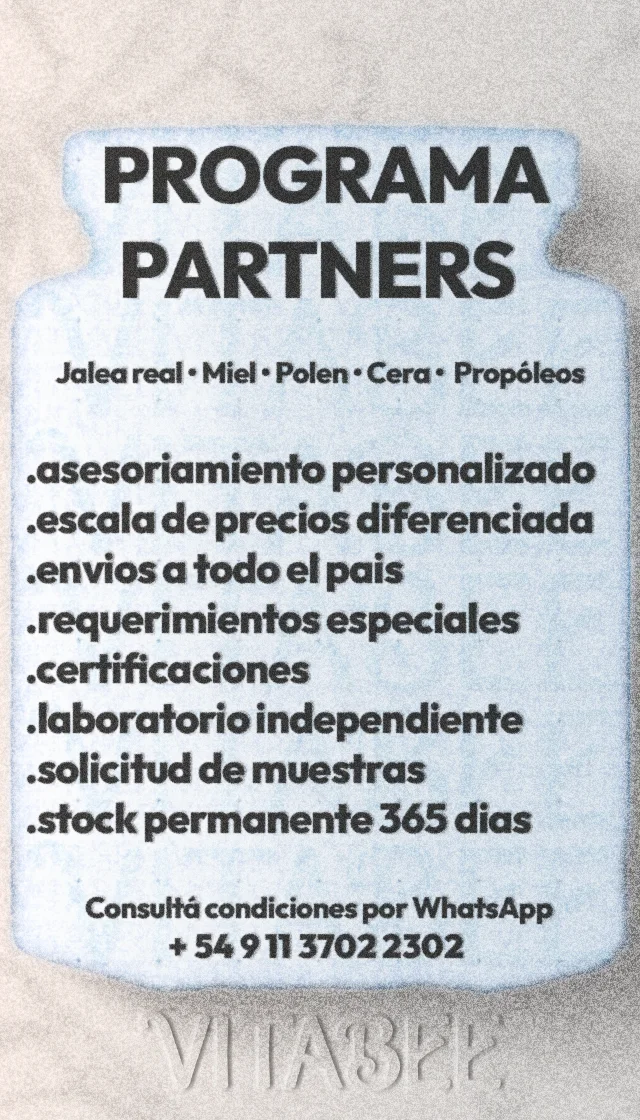 PROGRAMA
PARTNERS
Jalea real • Miel • Polen • Cera • Propóleos
.asesoriamiento personalizado
.escala de precios diferenciada
.envios a todo el pais
.requerimientos especiales
.certificaciones
.laboratorio independiente
.solicitud de muestras
.stock permanente 365 dias
Consultá condiciones por WhatsApp
+ 54 9 11 3702 2302
VITABEE